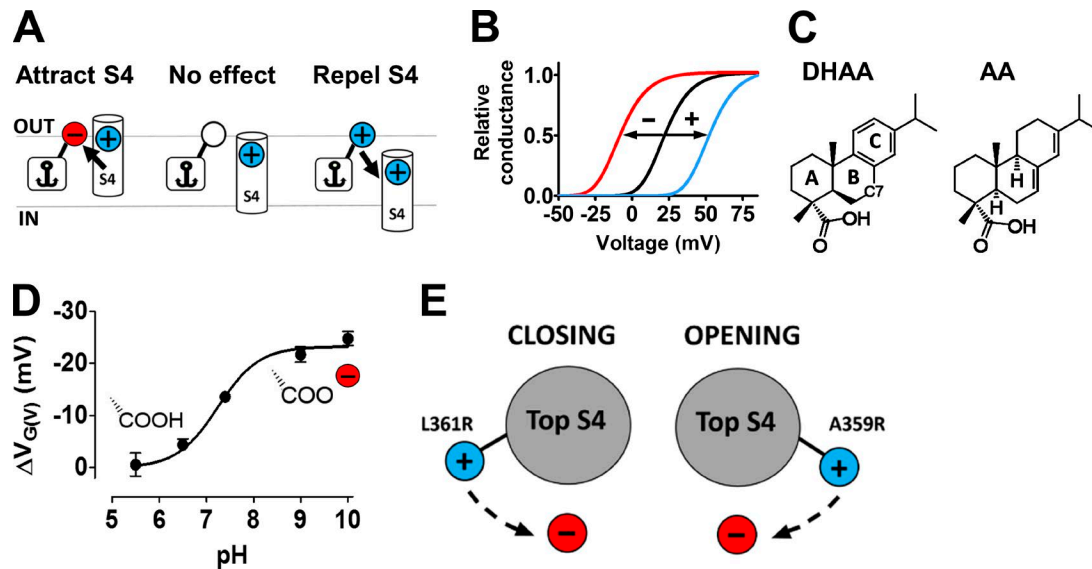 A
Attract S4 No effect Repel S4
OUT
− + + +
S4 S4 S4
IN
B
Relative
conductance
1.0
0.5
0.0
− +
-50 -25 0 25 50 75
Voltage (mV)
C
DHAA AA
C
A B
C7
H
H
OH OH
O O
D
ΔVG(V) (mV)
-30
-20
-10
0
COOH
COO
−
5 6 7 8 9 10
pH
E
CLOSING OPENING
L361R Top S4 Top S4 A359R
+ +
− −